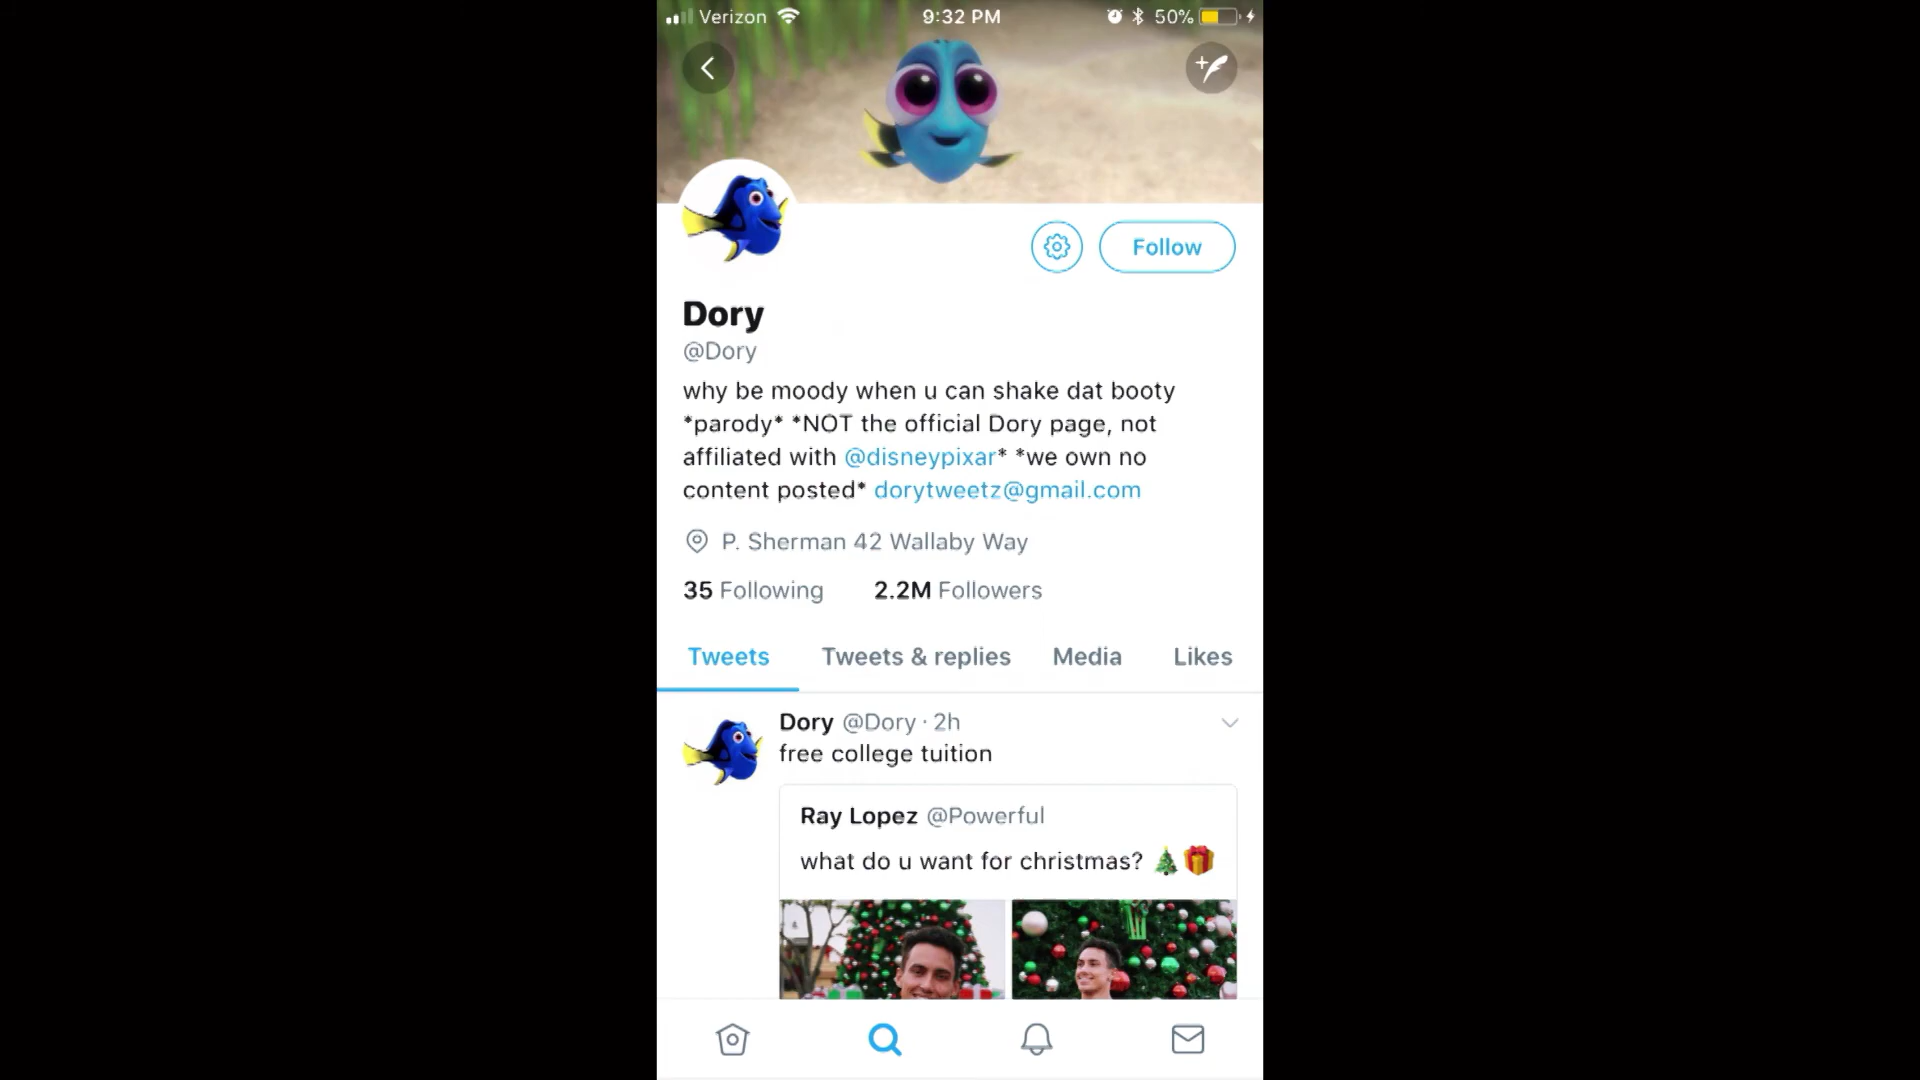 Verizon 9:32 PM 50%
Follow
Dory
@Dory
why be moody when u can shake dat booty
*parody* *NOT the official Dory page, not
affiliated with @disneypixar* *we own no
content posted* dorytweetz@gmail.com
P. Sherman 42 Wallaby Way
35 Following 2.2M Followers
Tweets Tweets & replies Media Likes
Dory @Dory · 2h
free college tuition
Ray Lopez @Powerful
what do u want for christmas? 🎄🎁